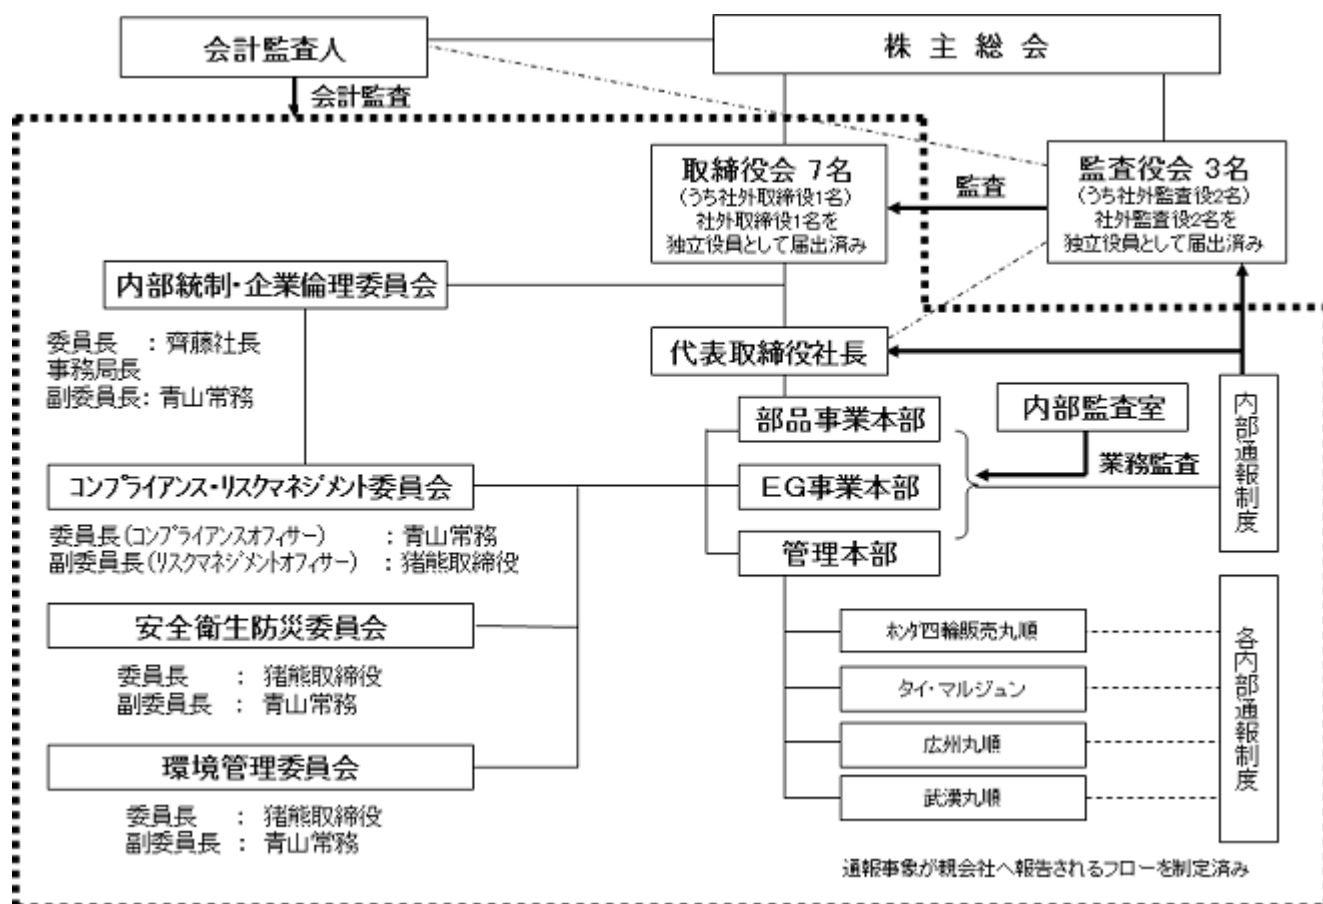 会計監査人
株主総会
会計監査
取締役会 7名
(うち社外取締役1名)
社外取締役1名を
独立役員として届出済み
監査
監査役会 3名
(うち社外監査役2名)
社外監査役2名を
独立役員として届出済み
内部統制・企業倫理委員会
委員長 : 齊藤社長
事務局長
副委員長: 青山常務
代表取締役社長
部品事業本部
内部監査室
内部通報制度
業務監査
コンプライアンス・リスクマネジメント委員会
EG事業本部
委員長(コンプライアンスオフィサー) : 青山常務
副委員長(リスクマネジメントオフィサー) : 猪熊取締役
管理本部
安全衛生防災委員会
委員長 : 猪熊取締役
副委員長 : 青山常務
環境管理委員会
委員長 : 猪熊取締役
副委員長 : 青山常務
ホンダ四輪販売丸順
タイ・マルジュン
広州丸順
武漢丸順
各内部通報制度
通報事象が親会社へ報告されるフローを制定済み